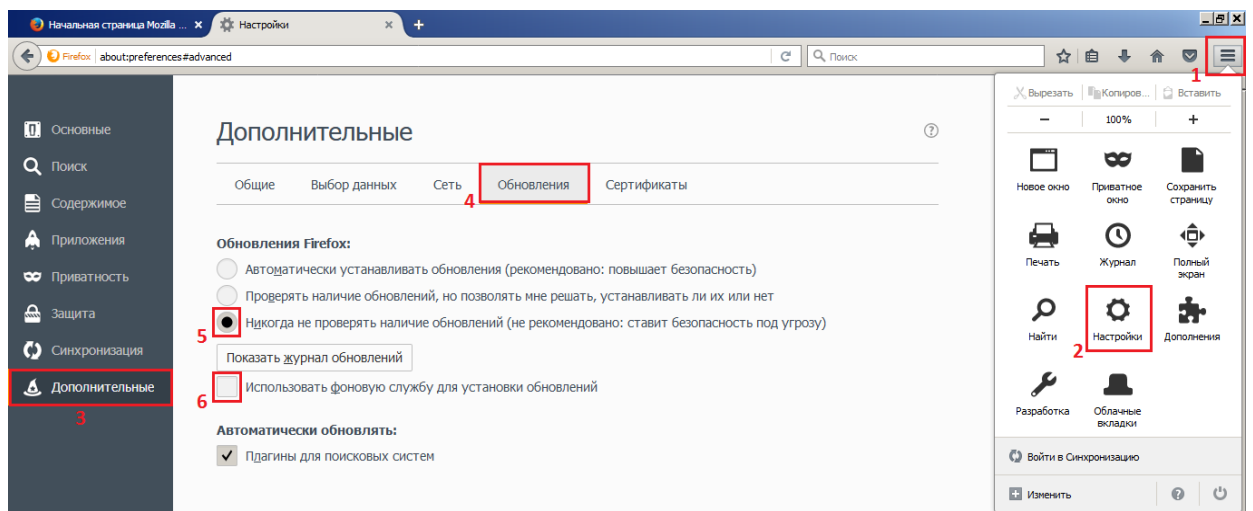 Начальная страница Mozilla ...
Настройки
Firefox about:preferences#advanced
Поиск
1
Вырезать Копиров... Вставить
− 100% +
Новое окно Приватное окно Сохранить страницу
Печать Журнал Полный экран
Найти Настройки Дополнения
2
Разработка Облачные вкладки
Войти в Синхронизацию
Изменить
Основные
Поиск
Содержимое
Приложения
Приватность
Защита
Синхронизация
Дополнительные
3
Дополнительные
Общие Выбор данных Сеть Обновления Сертификаты
4
Обновления Firefox:
Автоматически устанавливать обновления (рекомендовано: повышает безопасность)
Проверять наличие обновлений, но позволять мне решать, устанавливать ли их или нет
5 Никогда не проверять наличие обновлений (не рекомендовано: ставит безопасность под угрозу)
Показать журнал обновлений
6 Использовать фоновую службу для установки обновлений
Автоматически обновлять:
Плагины для поисковых систем